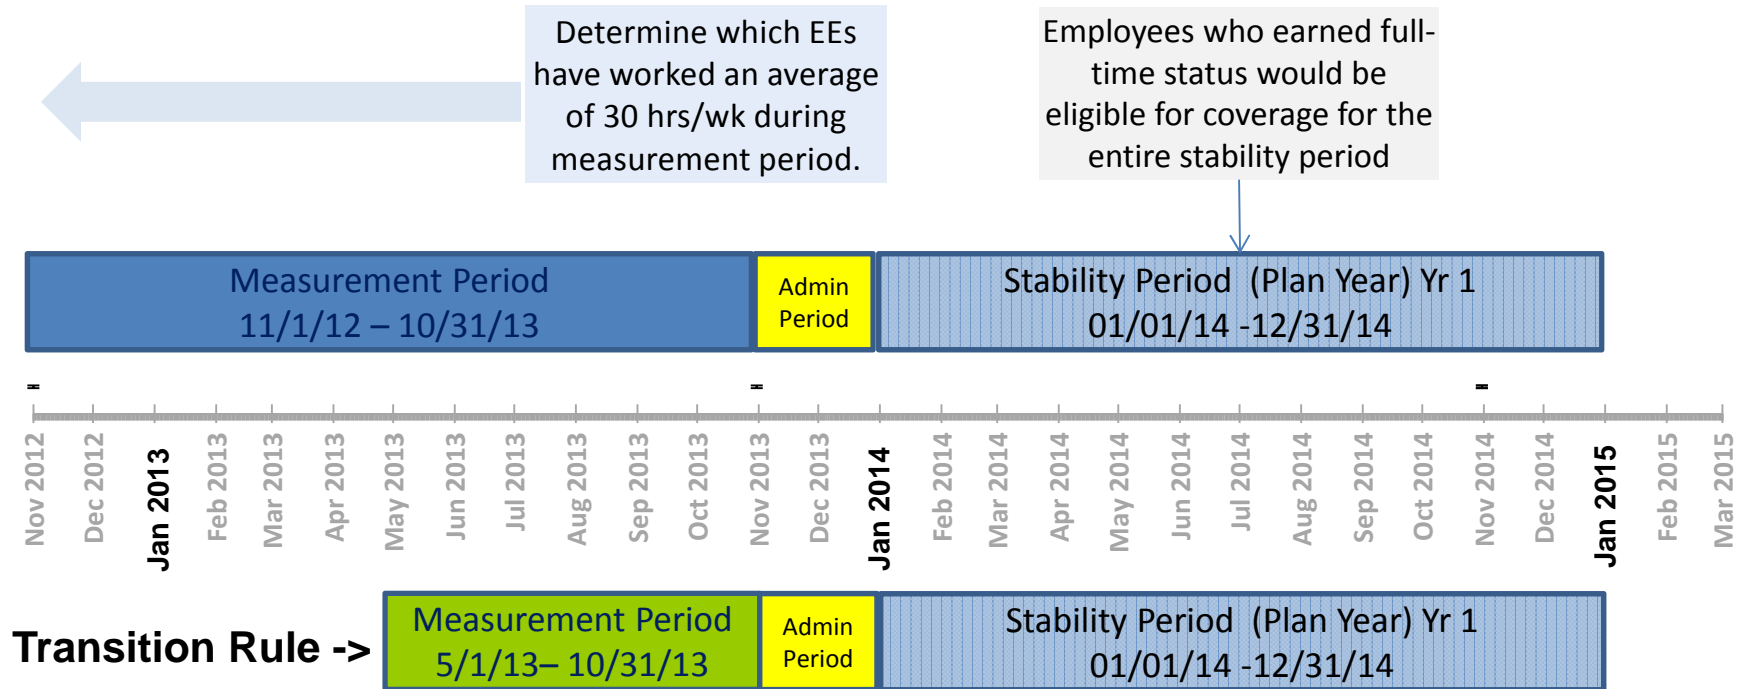 Determine which EEs
have worked an average
of 30 hrs/wk during
measurement period.
Employees who earned full-
time status would be
eligible for coverage for the
entire stability period
Measurement Period
11/1/12 – 10/31/13
Admin
Period
Stability Period (Plan Year) Yr 1
01/01/14 -12/31/14
Nov 2012
Dec 2012
Jan 2013
Feb 2013
Mar 2013
Apr 2013
May 2013
Jun 2013
Jul 2013
Aug 2013
Sep 2013
Oct 2013
Nov 2013
Dec 2013
Jan 2014
Feb 2014
Mar 2014
Apr 2014
May 2014
Jun 2014
Jul 2014
Aug 2014
Sep 2014
Oct 2014
Nov 2014
Dec 2014
Jan 2015
Feb 2015
Mar 2015
Transition Rule ->
Measurement Period
5/1/13– 10/31/13
Admin
Period
Stability Period (Plan Year) Yr 1
01/01/14 -12/31/14